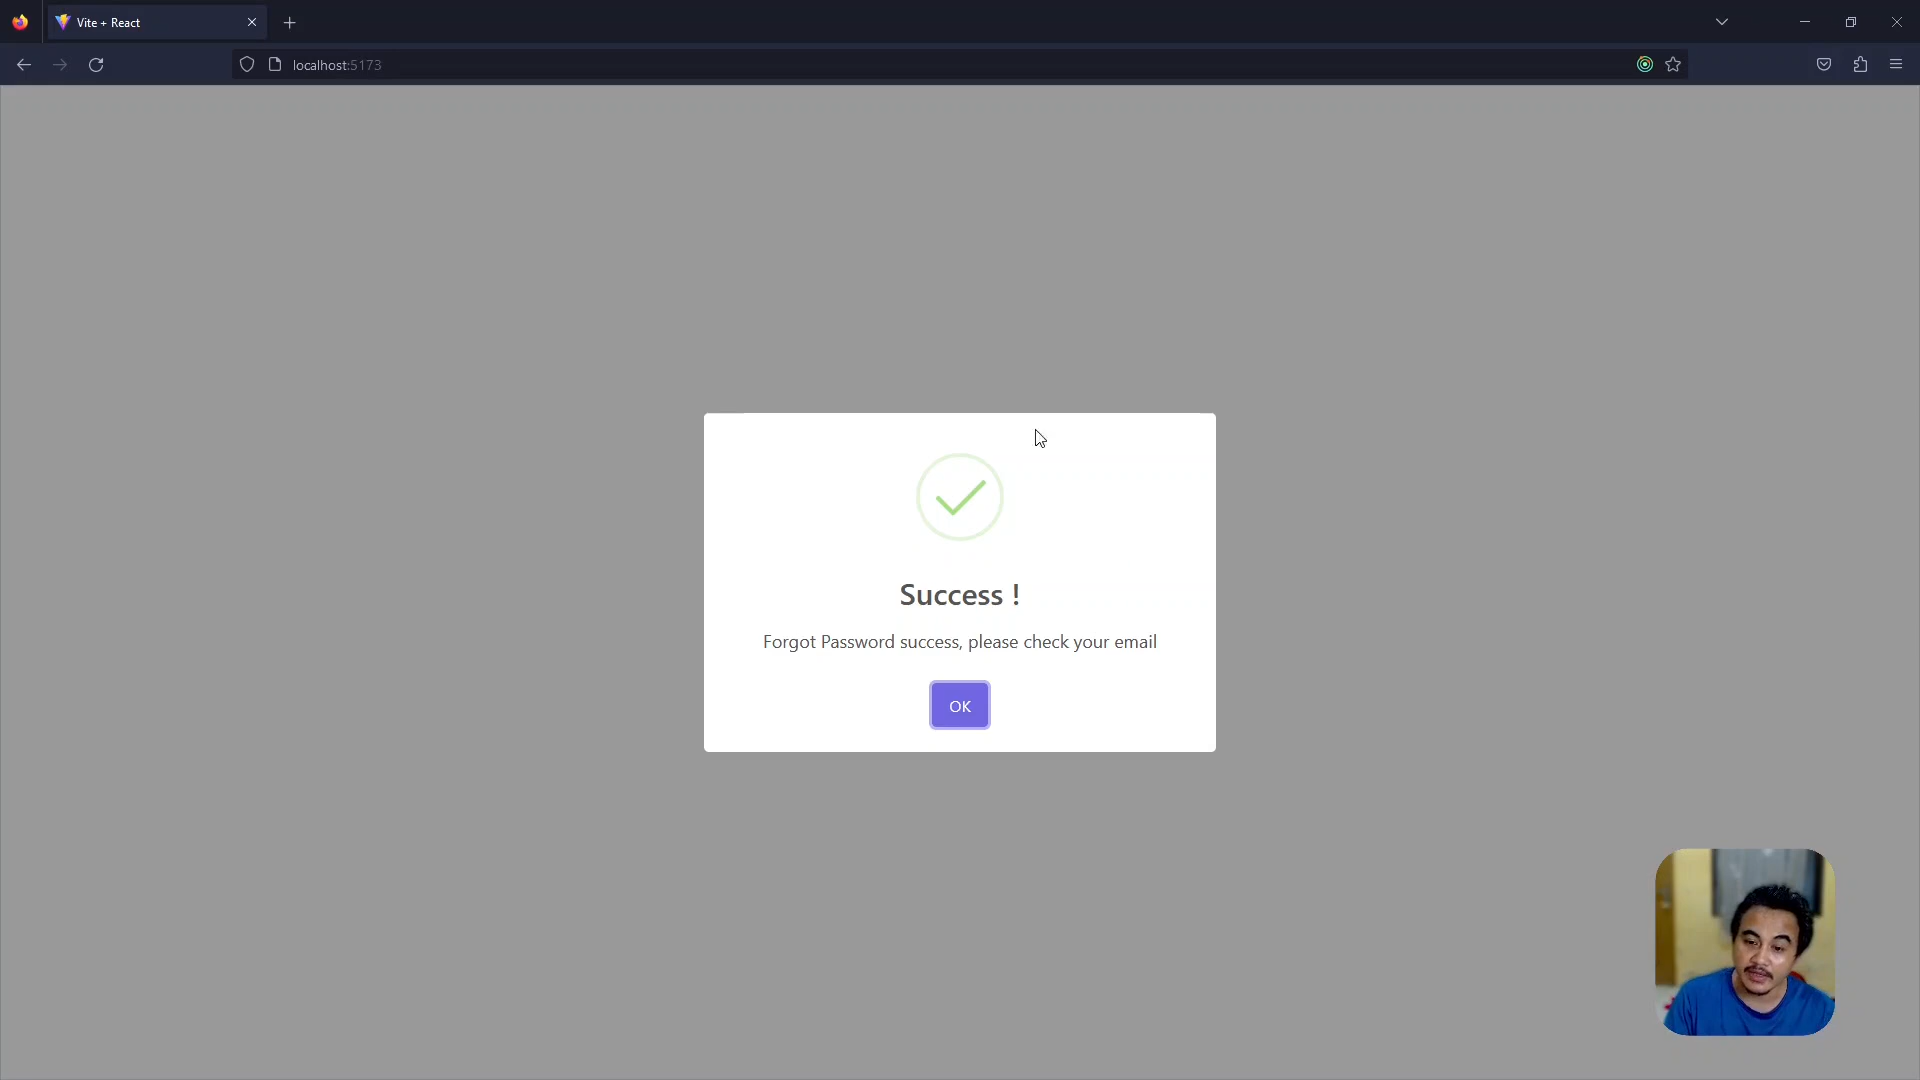 Vite + React
localhost:5173
Success !
Forgot Password success, please check your email
OK